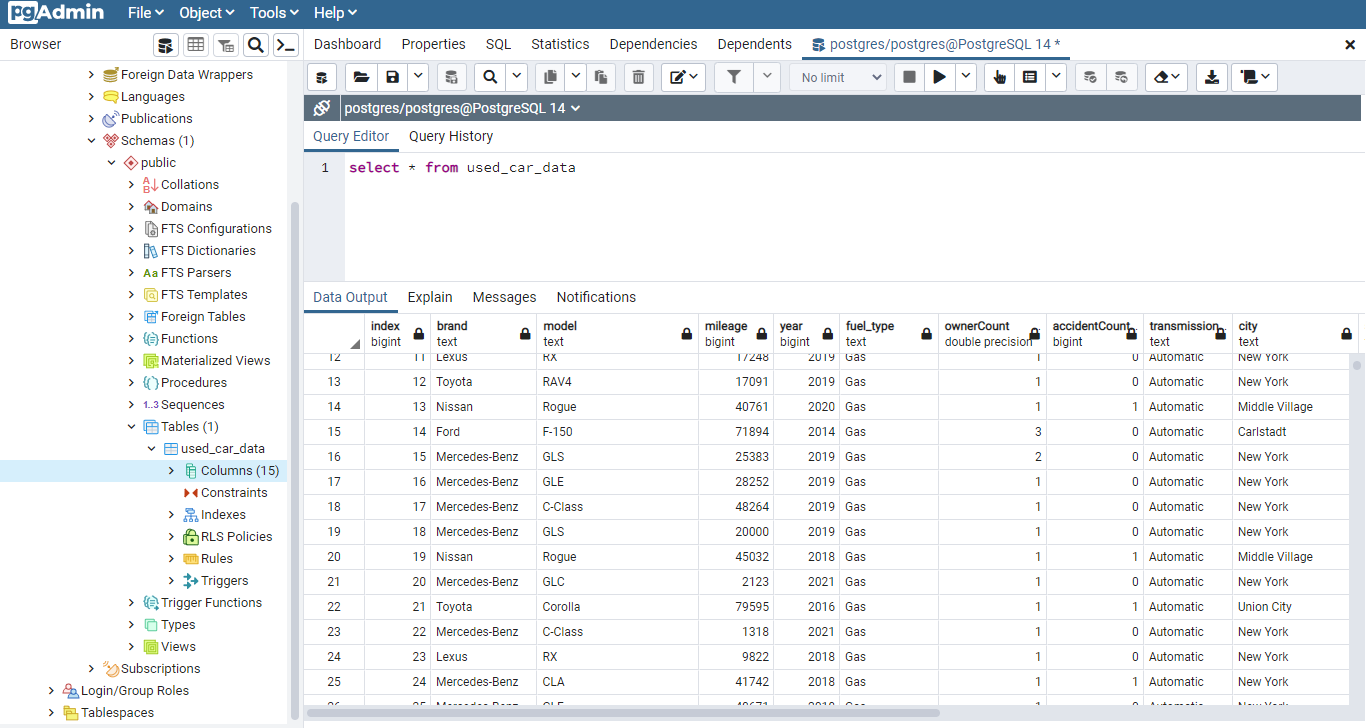 pgAdmin File Object Tools Help
Browser
Dashboard Properties SQL Statistics Dependencies Dependents postgres/postgres@PostgreSQL 14 *
Foreign Data Wrappers
Languages
Publications
Schemas (1)
public
Collations
Domains
FTS Configurations
FTS Dictionaries
Aa FTS Parsers
FTS Templates
Foreign Tables
Functions
Materialized Views
Procedures
1..3 Sequences
Tables (1)
used_car_data
Columns (15)
Constraints
Indexes
RLS Policies
Rules
Triggers
Trigger Functions
Types
Views
Subscriptions
Login/Group Roles
Tablespaces
No limit
postgres/postgres@PostgreSQL 14
Query Editor Query History
1 select * from used_car_data
Data Output Explain Messages Notifications
index brand model mileage year fuel_type ownerCount accidentCount.. transmission.. city
bigint text text bigint bigint text double precision bigint text text
12 11 Lexus RX 17248 2019 Gas 1 0 Automatic New York
13 12 Toyota RAV4 17091 2019 Gas 1 0 Automatic New York
14 13 Nissan Rogue 40761 2020 Gas 1 1 Automatic Middle Village
15 14 Ford F-150 71894 2014 Gas 3 0 Automatic Carlstadt
16 15 Mercedes-Benz GLS 25383 2019 Gas 2 0 Automatic New York
17 16 Mercedes-Benz GLE 28252 2019 Gas 1 0 Automatic New York
18 17 Mercedes-Benz C-Class 48264 2019 Gas 1 0 Automatic New York
19 18 Mercedes-Benz GLS 20000 2019 Gas 1 0 Automatic New York
20 19 Nissan Rogue 45032 2018 Gas 1 1 Automatic Middle Village
21 20 Mercedes-Benz GLC 2123 2021 Gas 1 0 Automatic New York
22 21 Toyota Corolla 79595 2016 Gas 1 1 Automatic Union City
23 22 Mercedes-Benz C-Class 1318 2021 Gas 1 0 Automatic New York
24 23 Lexus RX 9822 2018 Gas 1 0 Automatic New York
25 24 Mercedes-Benz CLA 41742 2018 Gas 1 1 Automatic New York